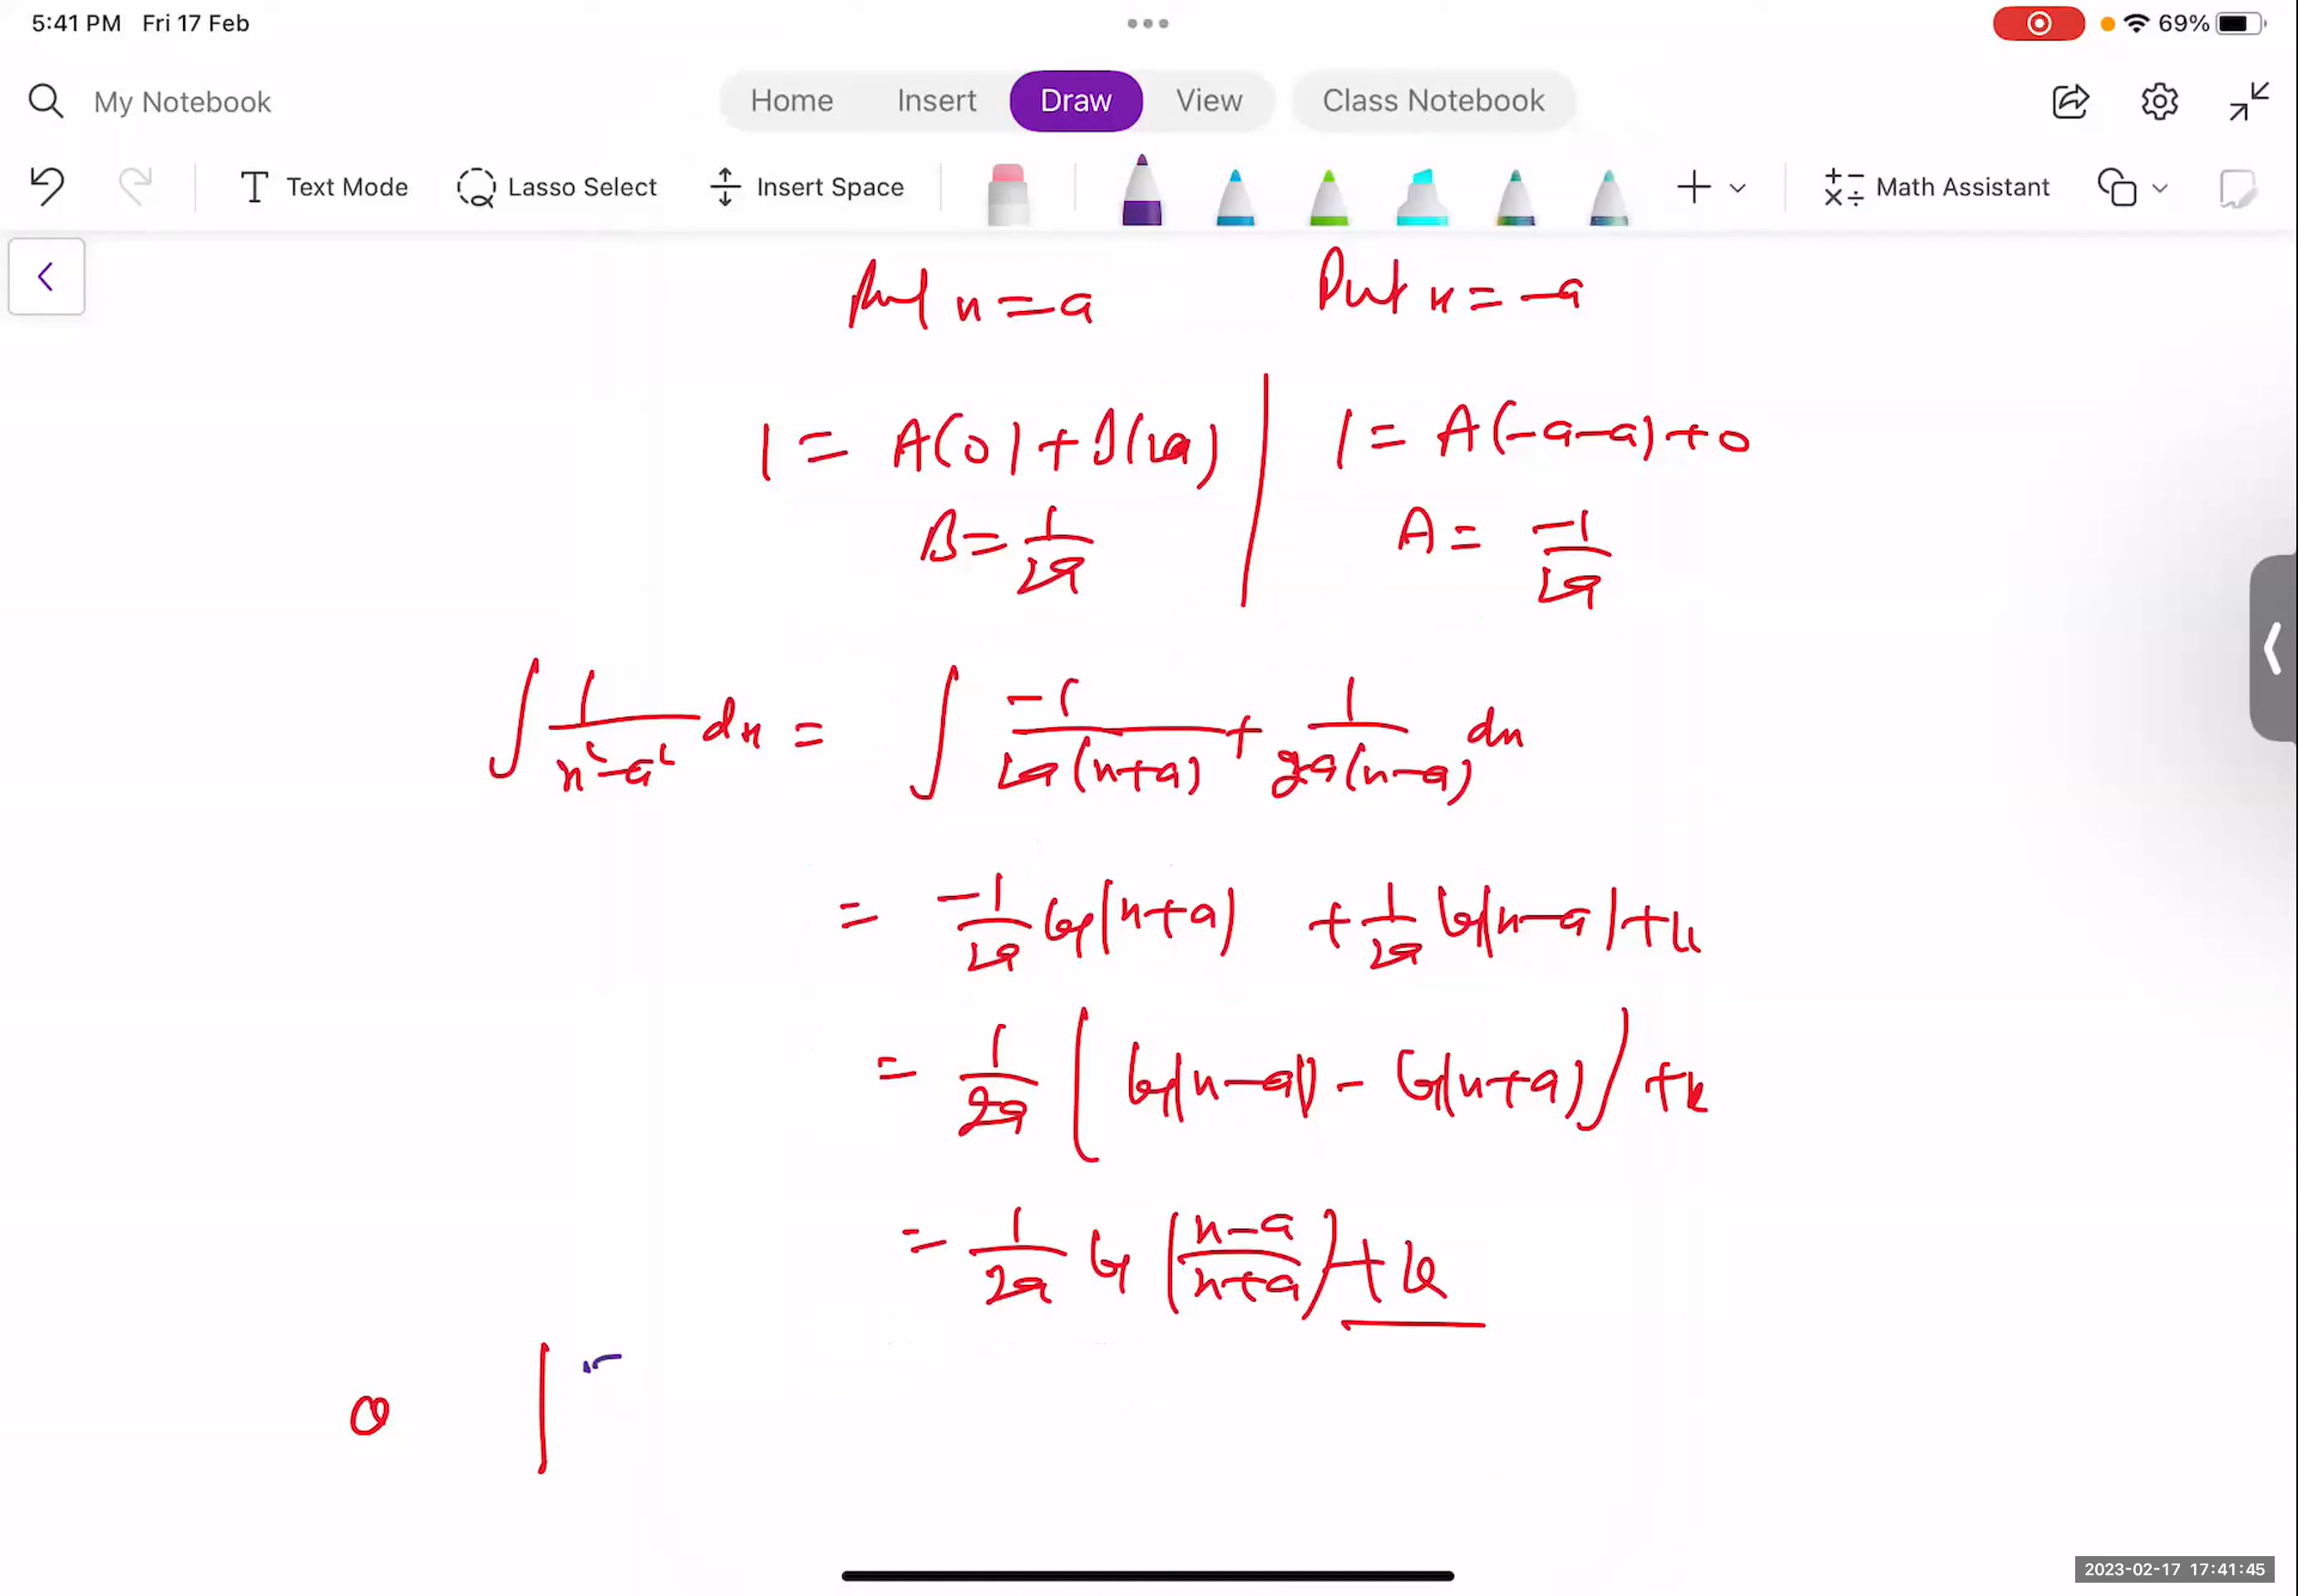 5:41 PM Fri 17 Feb
69%
My Notebook
Home Insert Draw View Class Notebook
Text Mode Lasso Select Insert Space Math Assistant
Put x = a Put x = -a
1 = A(0) + B(2a) 1 = A(-a-a) + 0
B = 1/2a A = -1/2a
∫ 1/(x²-a²) dx = ∫ -1/2a(x+a) + 1/2a(x-a) dx
= -1/2a log|x+a| + 1/2a log|x-a| + k
= 1/2a (log|x-a| - log|x+a|) + k
= 1/2a log |x-a/x+a| + k
Q
2023-02-17 17:41:45